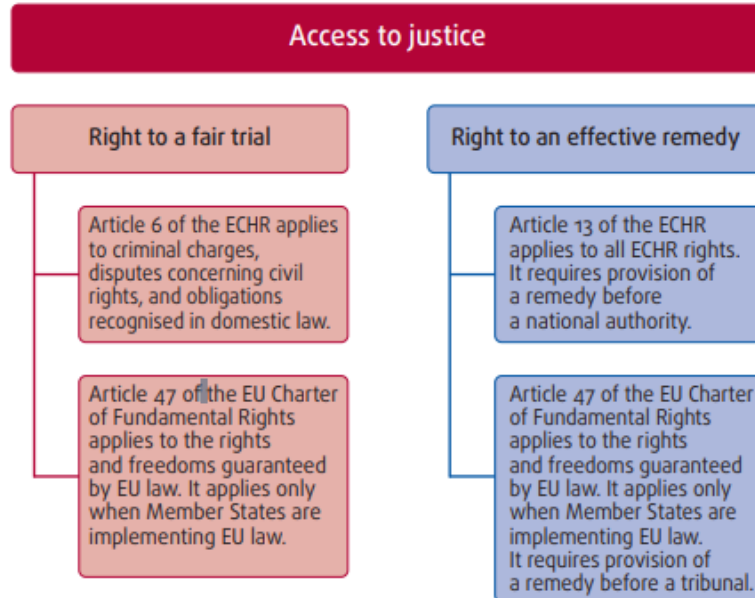 Access to justice
Right to a fair trial
Article 6 of the ECHR applies
to criminal charges,
disputes concerning civil
rights, and obligations
recognised in domestic law.
Article 47 of the EU Charter
of Fundamental Rights
applies to the rights
and freedoms guaranteed
by EU law. It applies only
when Member States are
implementing EU law.
Right to an effective remedy
Article 13 of the ECHR
applies to all ECHR rights.
It requires provision of
a remedy before
a national authority.
Article 47 of the EU Charter
of Fundamental Rights
applies to the rights
and freedoms guaranteed
by EU law. It applies only
when Member States are
implementing EU law.
It requires provision of
a remedy before a tribunal.